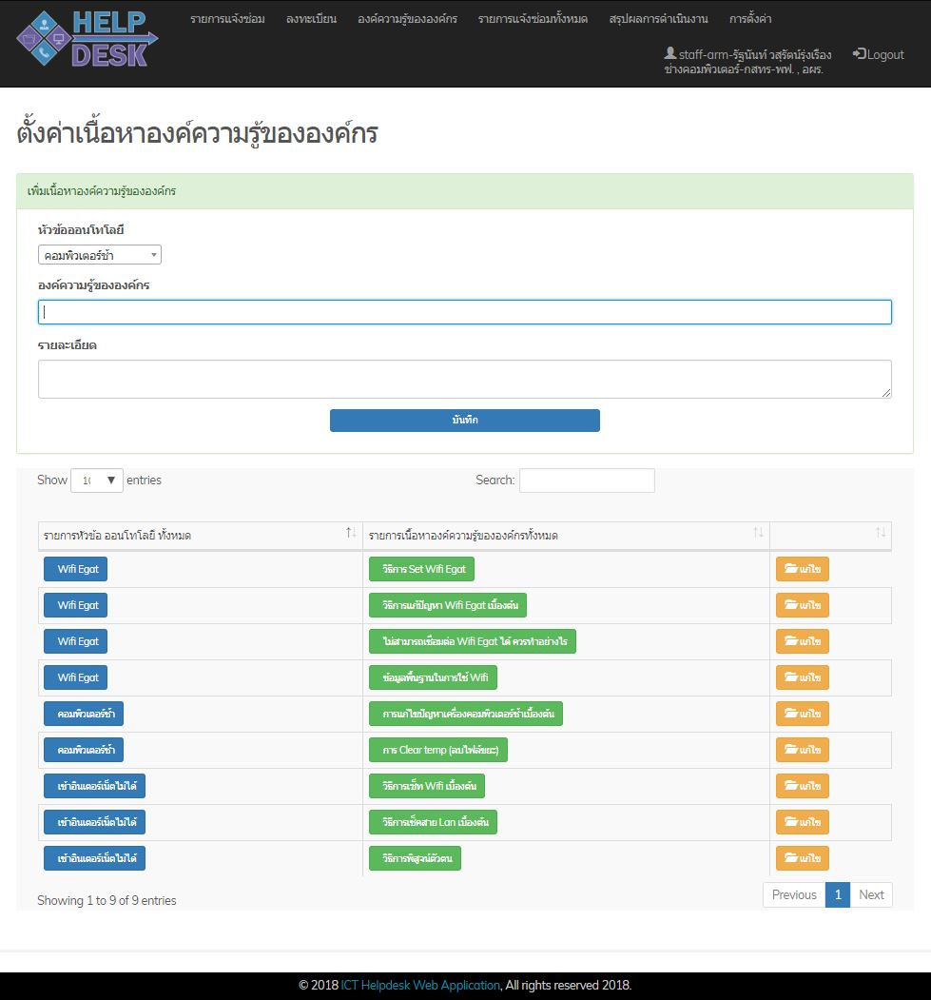 HELP
DESK
รายการแจ้งซ่อม ลงทะเบียน องค์ความรู้ขององค์กร รายการแจ้งซ่อมทั้งหมด สรุปผลการดำเนินงาน การตั้งค่า
staff-arm-รัฐนันท์ วสุรัตน์รุ่งเรือง Logout
ช่างคอมพิวเตอร์-กสทร-พฟ. , อผร.
ตั้งค่าเนื้อหาองค์ความรู้ขององค์กร
เพิ่มเนื้อหาองค์ความรู้ขององค์กร
หัวข้อออนโทโลยี
คอมพิวเตอร์ช้า
องค์ความรู้ขององค์กร
รายละเอียด
บันทึก
Show 10 entries Search:
รายการหัวข้อ ออนโทโลยี ทั้งหมด รายการเนื้อหาองค์ความรู้ขององค์กรทั้งหมด
Wifi Egat วิธีการ Set Wifi Egat แก้ไข
Wifi Egat วิธีการแก้ปัญหา Wifi Egat เบื้องต้น แก้ไข
Wifi Egat ไม่สามารถเชื่อมต่อ Wifi Egat ได้ ควรทำอย่างไร แก้ไข
Wifi Egat ข้อมูลพื้นฐานในการใช้ Wifi แก้ไข
คอมพิวเตอร์ช้า การแก้ไขปัญหาเครื่องคอมพิวเตอร์ช้าเบื้องต้น แก้ไข
คอมพิวเตอร์ช้า การ Clear temp (ลบไฟล์ขยะ) แก้ไข
เข้าอินเตอร์เน็ตไม่ได้ วิธีการเช็ท Wifi เบื้องต้น แก้ไข
เข้าอินเตอร์เน็ตไม่ได้ วิธีการเช็คสาย Lan เบื้องต้น แก้ไข
เข้าอินเตอร์เน็ตไม่ได้ วิธีการพิสูจน์ตัวตน แก้ไข
Showing 1 to 9 of 9 entries Previous 1 Next
© 2018 ICT Helpdesk Web Application, All rights reserved 2018.